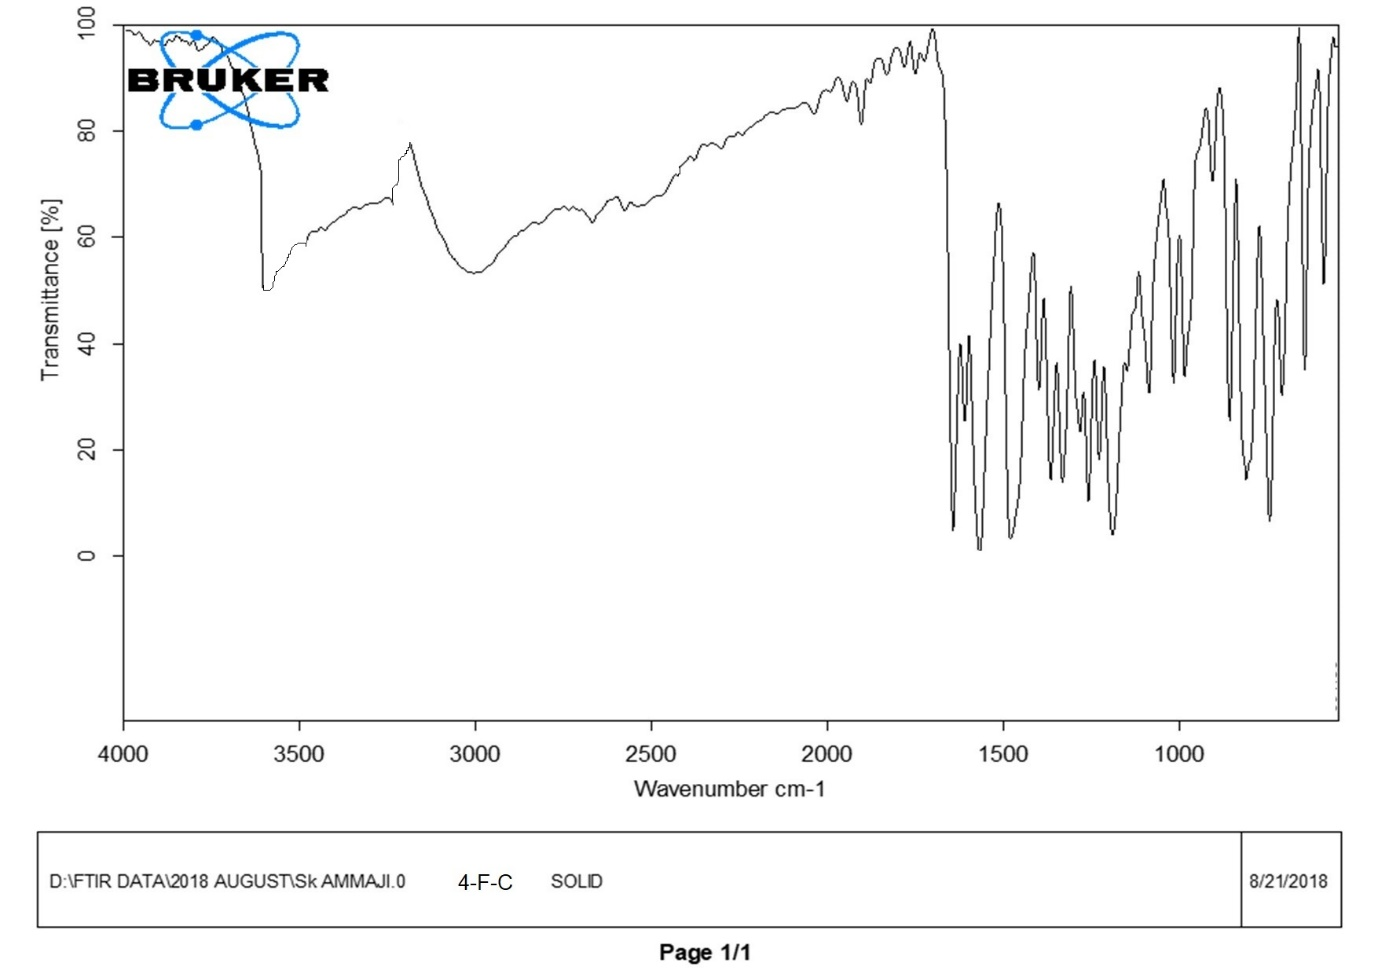 BRUKER
100
80
60
40
20
0
Transmittance [%]
4000 3500 3000 2500 2000 1500 1000
Wavenumber cm-1
D:\FTIR DATA\2018 AUGUST\Sk AMMAJI.0 4-F-C SOLID 8/21/2018
Page 1/1